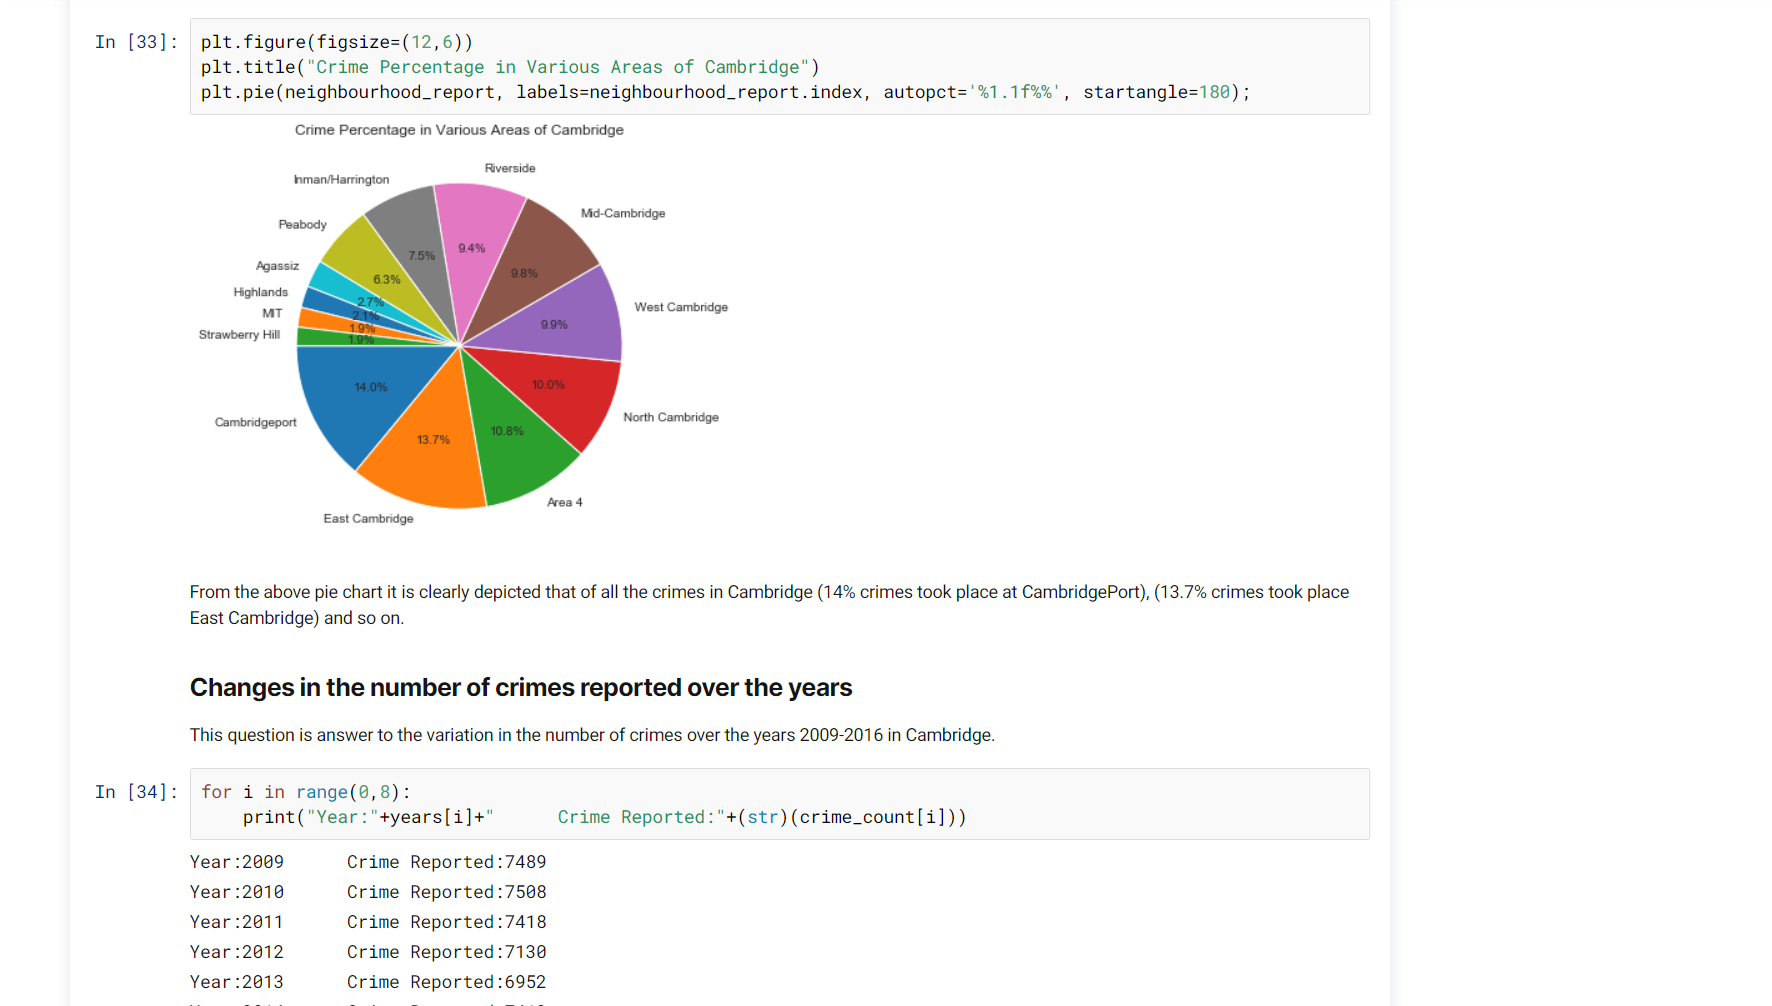 In [33]:
plt.figure(figsize=(12,6))
plt.title("Crime Percentage in Various Areas of Cambridge")
plt.pie(neighbourhood_report, labels=neighbourhood_report.index, autopct='%1.1f%%', startangle=180);
Crime Percentage in Various Areas of Cambridge
Riverside
Inman/Harrington
Mid-Cambridge
Peabody
9.4%
7.5%
Agassiz
9.8%
6.3%
Highlands
2.7%
West Cambridge
MIT
2.1%
9.9%
1.9%
Strawberry Hill
1.9%
14.0%
10.0%
North Cambridge
Cambridgeport
10.8%
13.7%
Area 4
East Cambridge
From the above pie chart it is clearly depicted that of all the crimes in Cambridge (14% crimes took place at CambridgePort), (13.7% crimes took place
East Cambridge) and so on.
Changes in the number of crimes reported over the years
This question is answer to the variation in the number of crimes over the years 2009-2016 in Cambridge.
In [34]:
for i in range(0,8):
    print("Year:"+years[i]+"      Crime Reported:"+(str)(crime_count[i]))
Year:2009      Crime Reported:7489
Year:2010      Crime Reported:7508
Year:2011      Crime Reported:7418
Year:2012      Crime Reported:7130
Year:2013      Crime Reported:6952